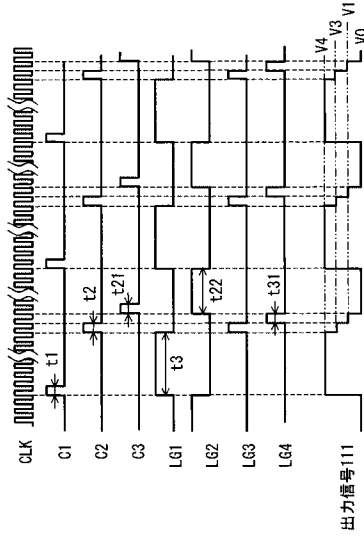 CLK
C1
t1
C2
t2
C3
t21
LG1
t3
LG2
t22
LG3
LG4
t31
出力信号111
V4
V3
V1
V0